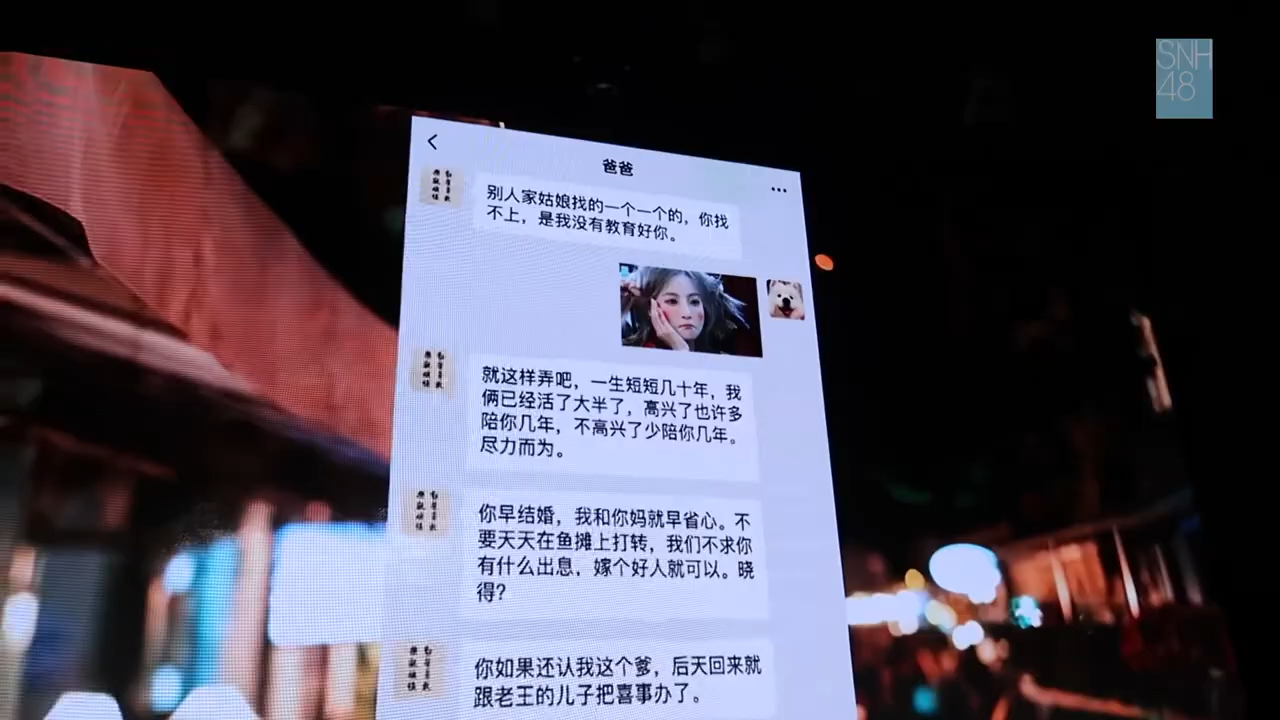 SNH
48
爸爸
别人家姑娘找的一个一个的，你找
不上，是我没有教育好你。
就这样弄吧，一生短短几十年，我
俩已经活了大半了，高兴了也许多
陪你几年，不高兴了少陪你几年。
尽力而为。
你早结婚，我和你妈就早省心。不
要天天在鱼摊上打转，我们不求你
有什么出息，嫁个好人就可以。晓
得？
你如果还认我这个爹，后天回来就
跟老王的儿子把喜事办了。